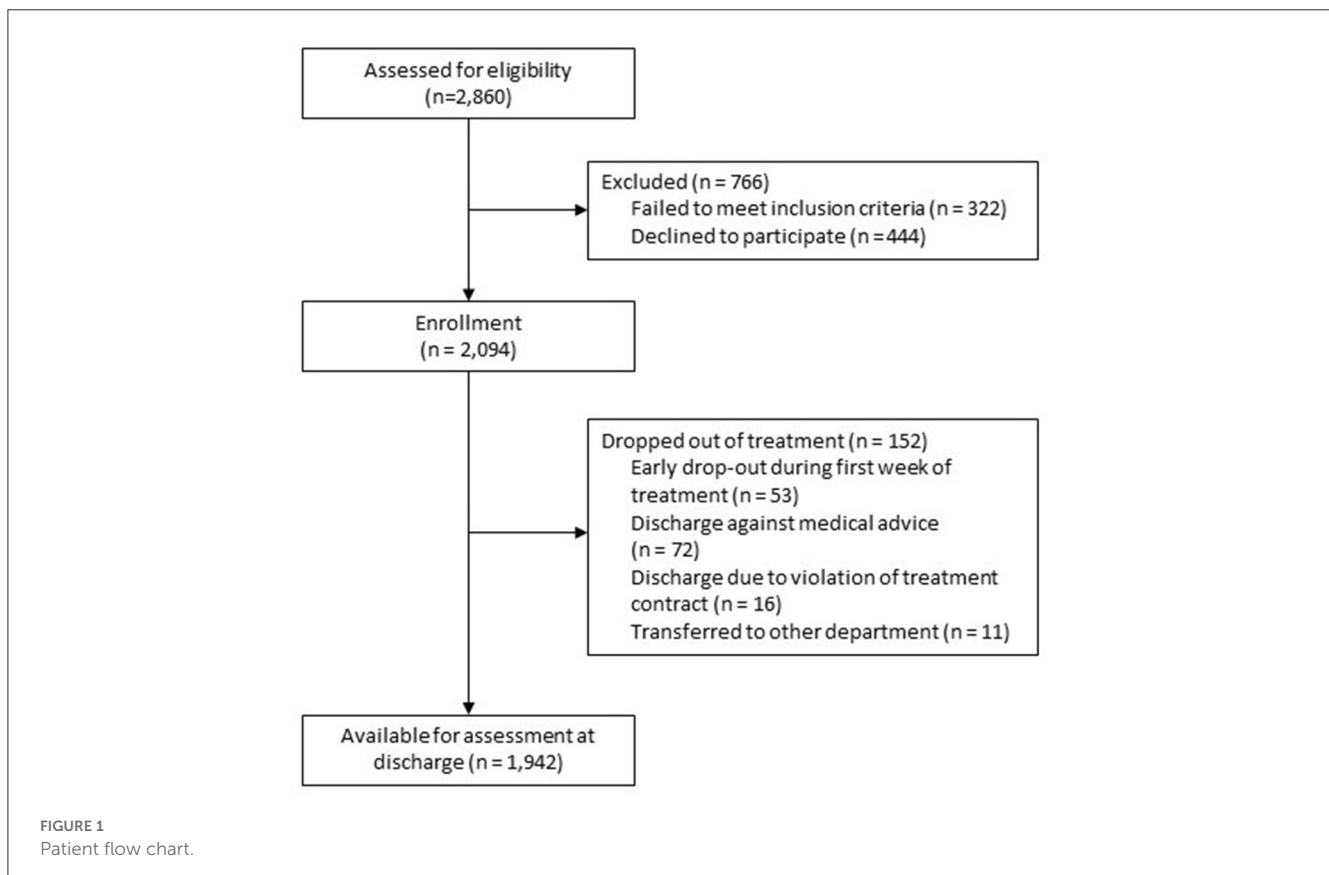 Assessed for eligibility
(n=2,860)
Excluded (n = 766)
Failed to meet inclusion criteria (n = 322)
Declined to participate (n =444)
Enrollment
(n = 2,094)
Dropped out of treatment (n = 152)
Early drop-out during first week of
treatment (n = 53)
Discharge against medical advice
(n = 72)
Discharge due to violation of treatment
contract (n = 16)
Transferred to other department (n = 11)
Available for assessment at
discharge (n = 1,942)
FIGURE 1
Patient flow chart.